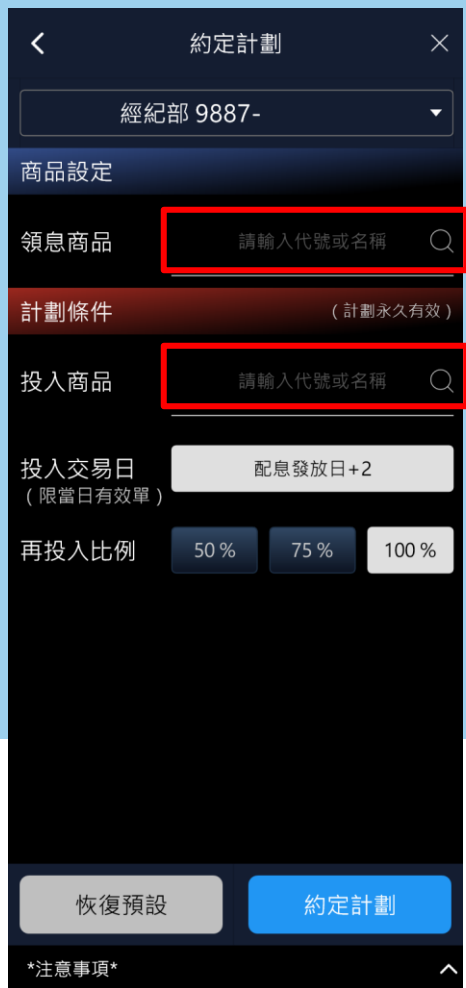 約定計劃
經紀部 9887-
商品設定
領息商品 請輸入代號或名稱
計劃條件 (計劃永久有效)
投入商品 請輸入代號或名稱
投入交易日 配息發放日+2
(限當日有效單)
再投入比例 50% 75% 100%
恢復預設 約定計劃
*注意事項*